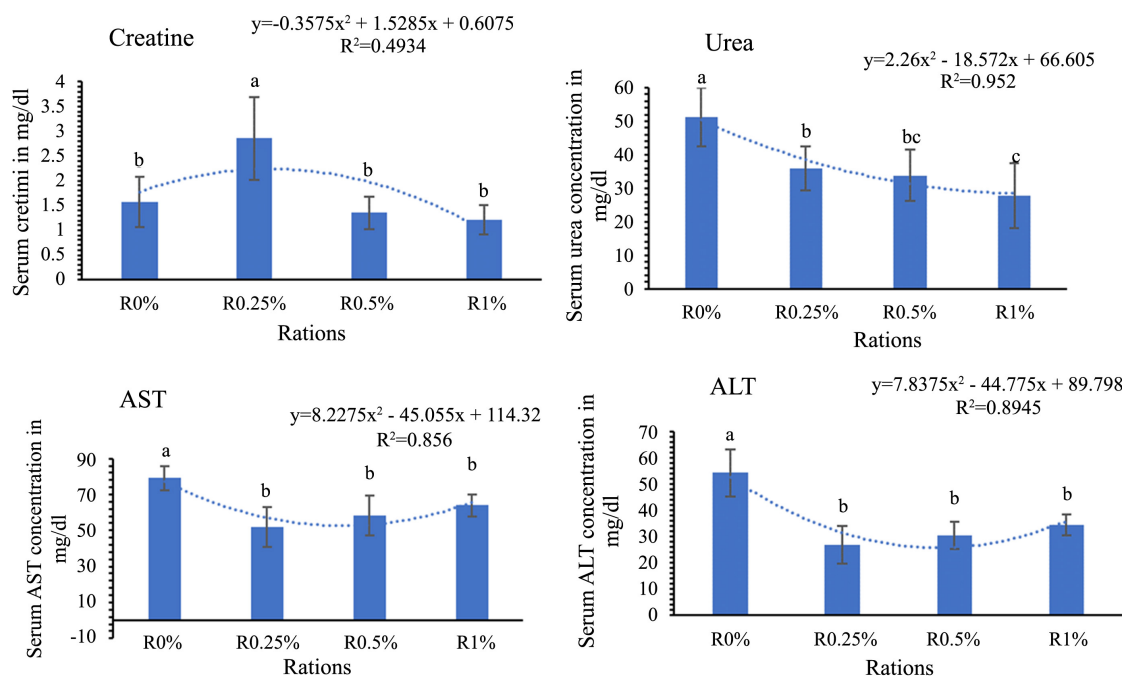 Creatine
y=-0.3575x² + 1.5285x + 0.6075
R²=0.4934
Serum cretimi in mg/dl
4
3.5
3
2.5
2
1.5
1
0.5
0
b
a
b
b
R0%
R0.25%
R0.5%
R1%
Rations
Urea
y=2.26x² - 18.572x + 66.605
R²=0.952
Serum urea concentration in
mg/dl
60
50
40
30
20
10
0
a
b
bc
c
R0%
R0.25%
R0.5%
R1%
Rations
AST
y=8.2275x² - 45.055x + 114.32
R²=0.856
Serum AST concentration in
mg/dl
90
70
50
30
10
-10
a
b
b
b
R0%
R0.25%
R0.5%
R1%
Rations
ALT
y=7.8375x² - 44.775x + 89.798
R²=0.8945
Serum ALT concentration in
mg/dl
70
60
50
40
30
20
10
0
a
b
b
b
R0%
R0.25%
R0.5%
R1%
Rations